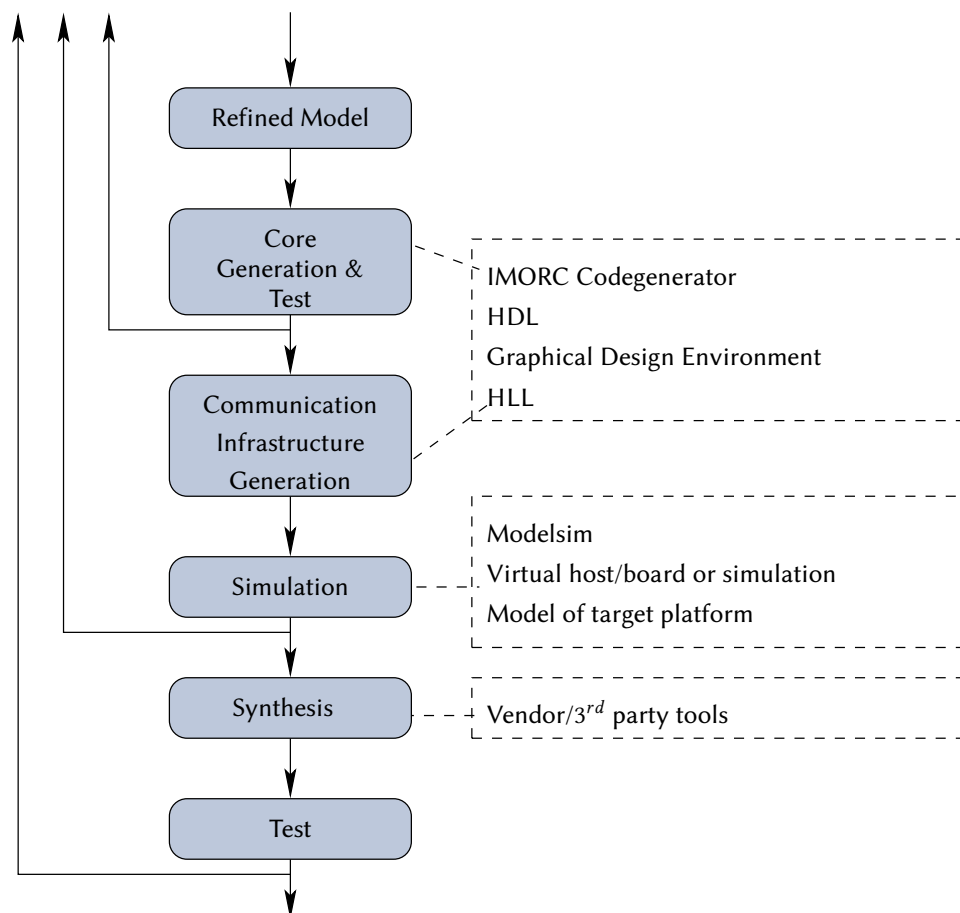 Refined Model
Core
Generation &
Test
IMORC Codegenerator
HDL
Graphical Design Environment
HLL
Communication
Infrastructure
Generation
Modelsim
Virtual host/board or simulation
Model of target platform
Simulation
Synthesis
Vendor/3rd party tools
Test